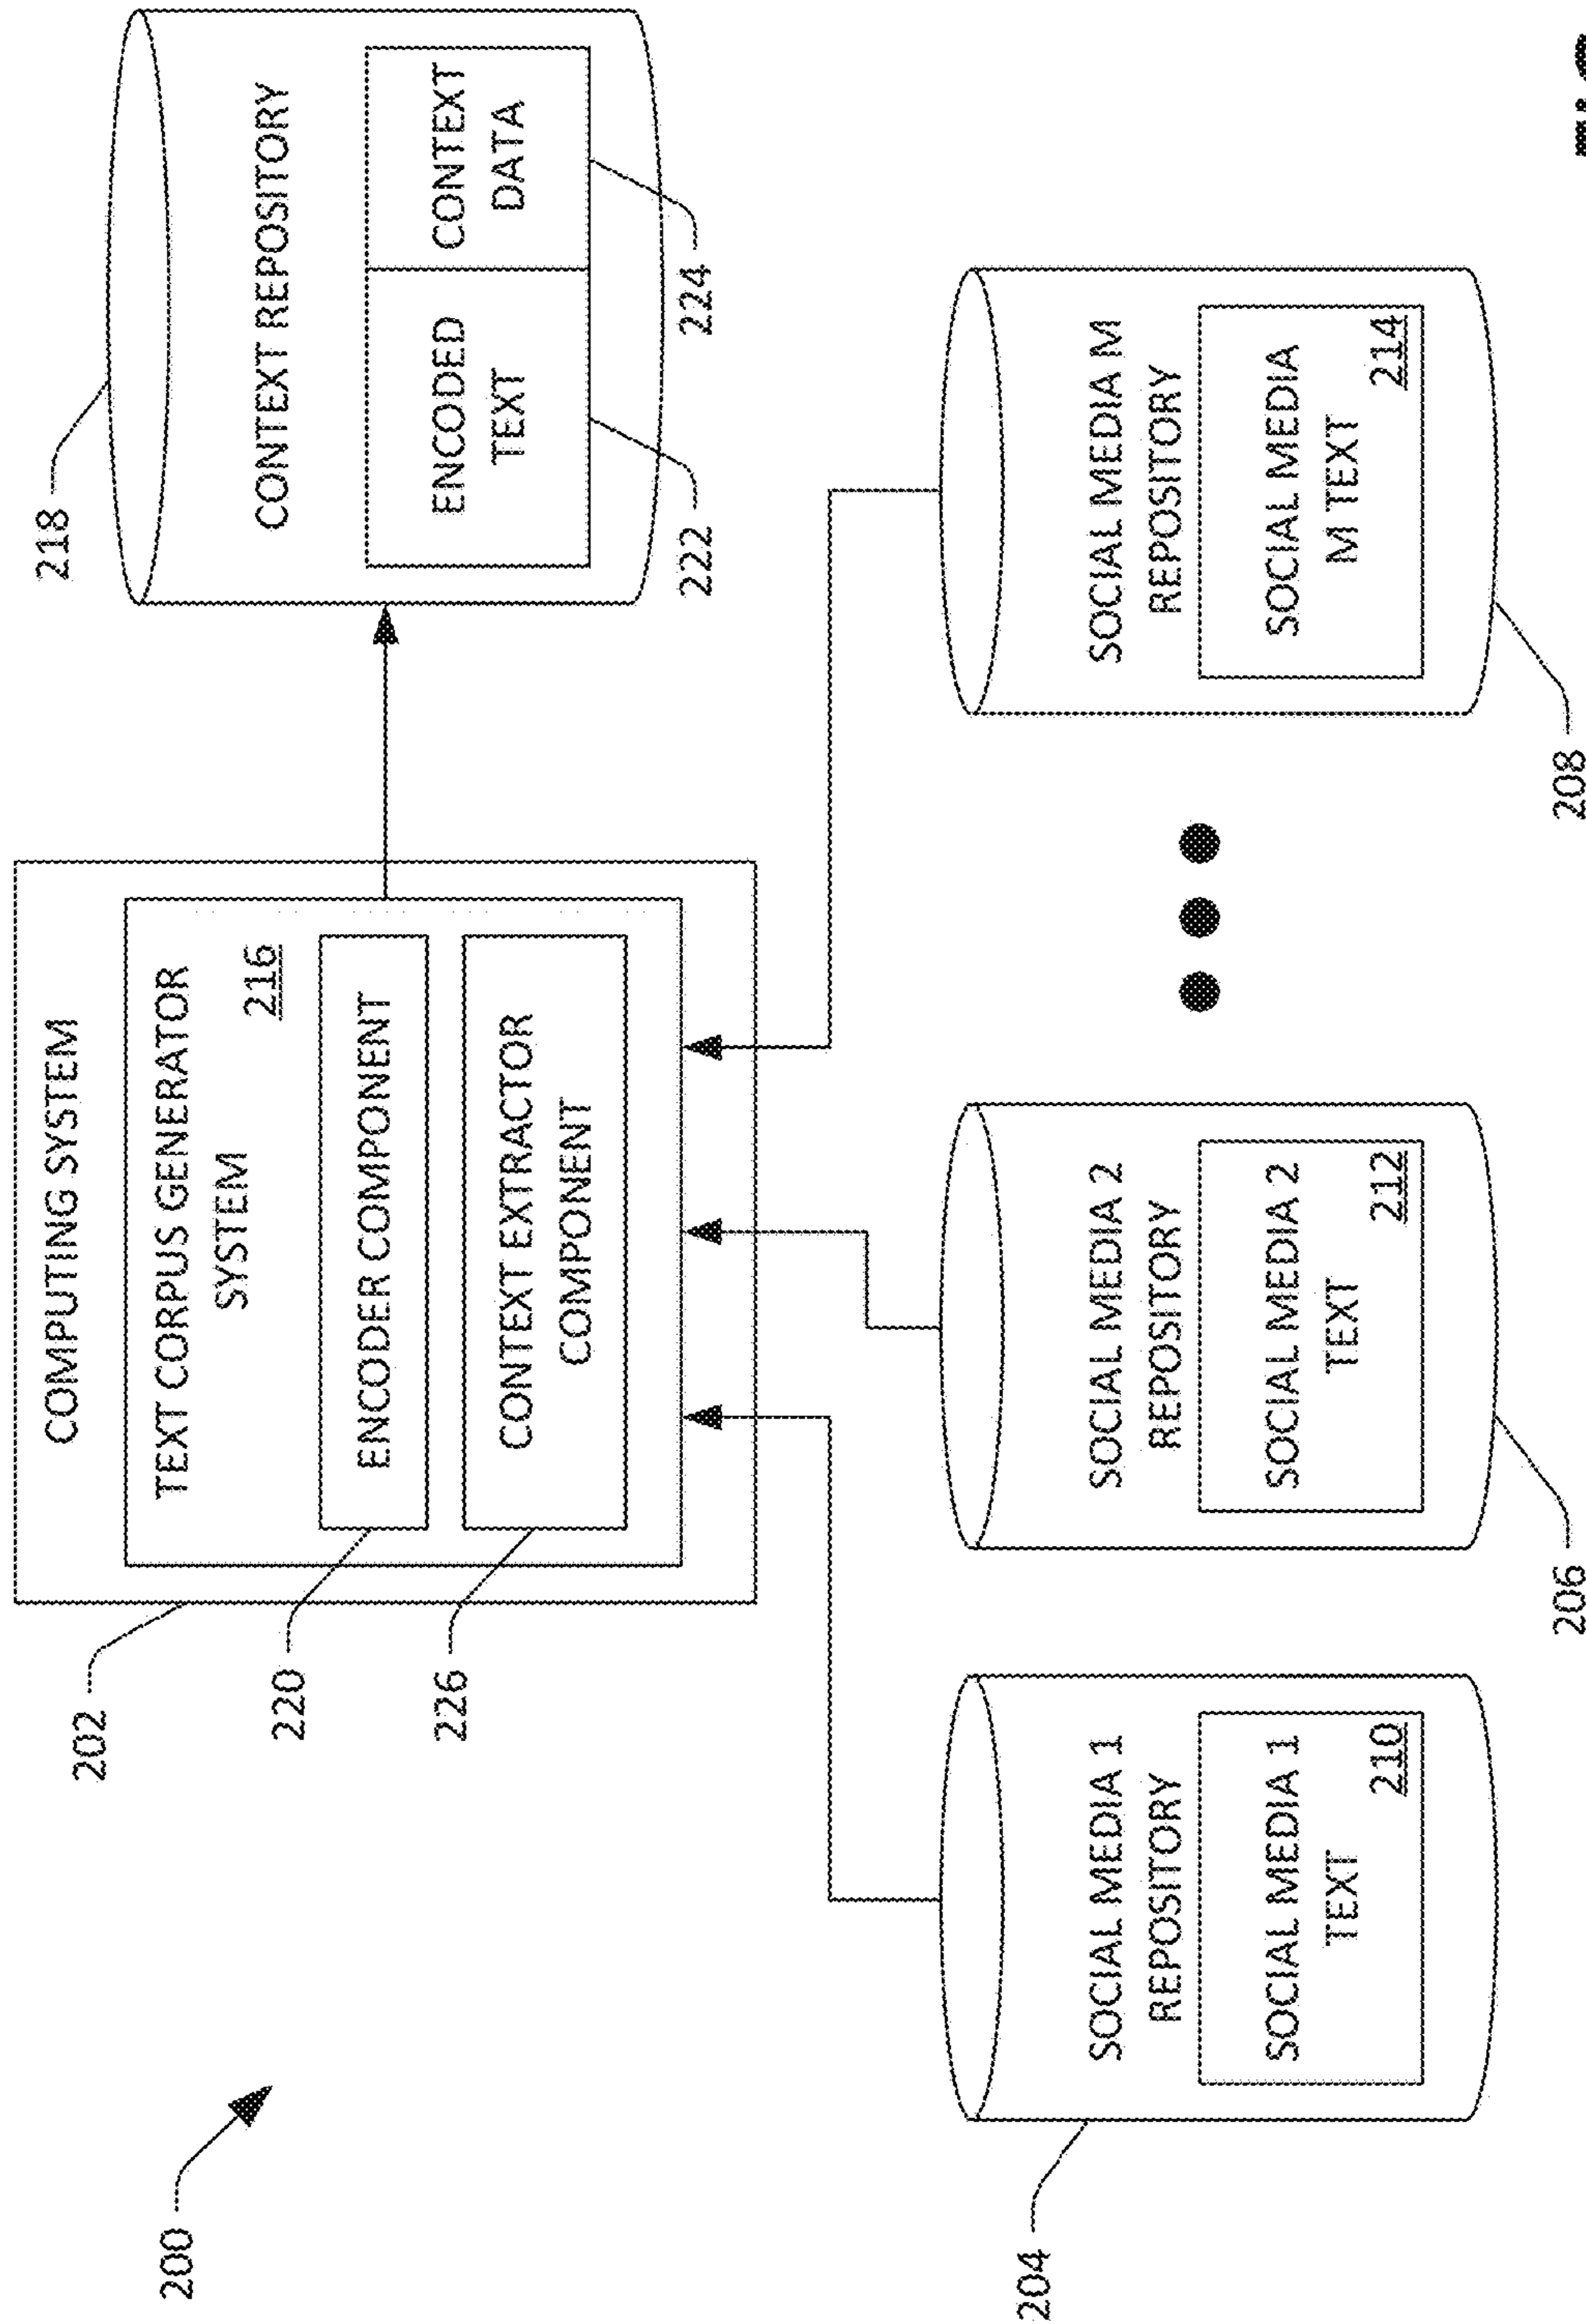 200
202
COMPUTING SYSTEM
TEXT CORPUS GENERATOR
SYSTEM
216
220
ENCODER COMPONENT
226
CONTEXT EXTRACTOR
COMPONENT
218
CONTEXT REPOSITORY
ENCODED
TEXT
CONTEXT
DATA
222
224
204
SOCIAL MEDIA 1
REPOSITORY
SOCIAL MEDIA 1
TEXT
210
206
SOCIAL MEDIA 2
REPOSITORY
SOCIAL MEDIA 2
TEXT
212
208
SOCIAL MEDIA M
REPOSITORY
SOCIAL MEDIA
M TEXT
214